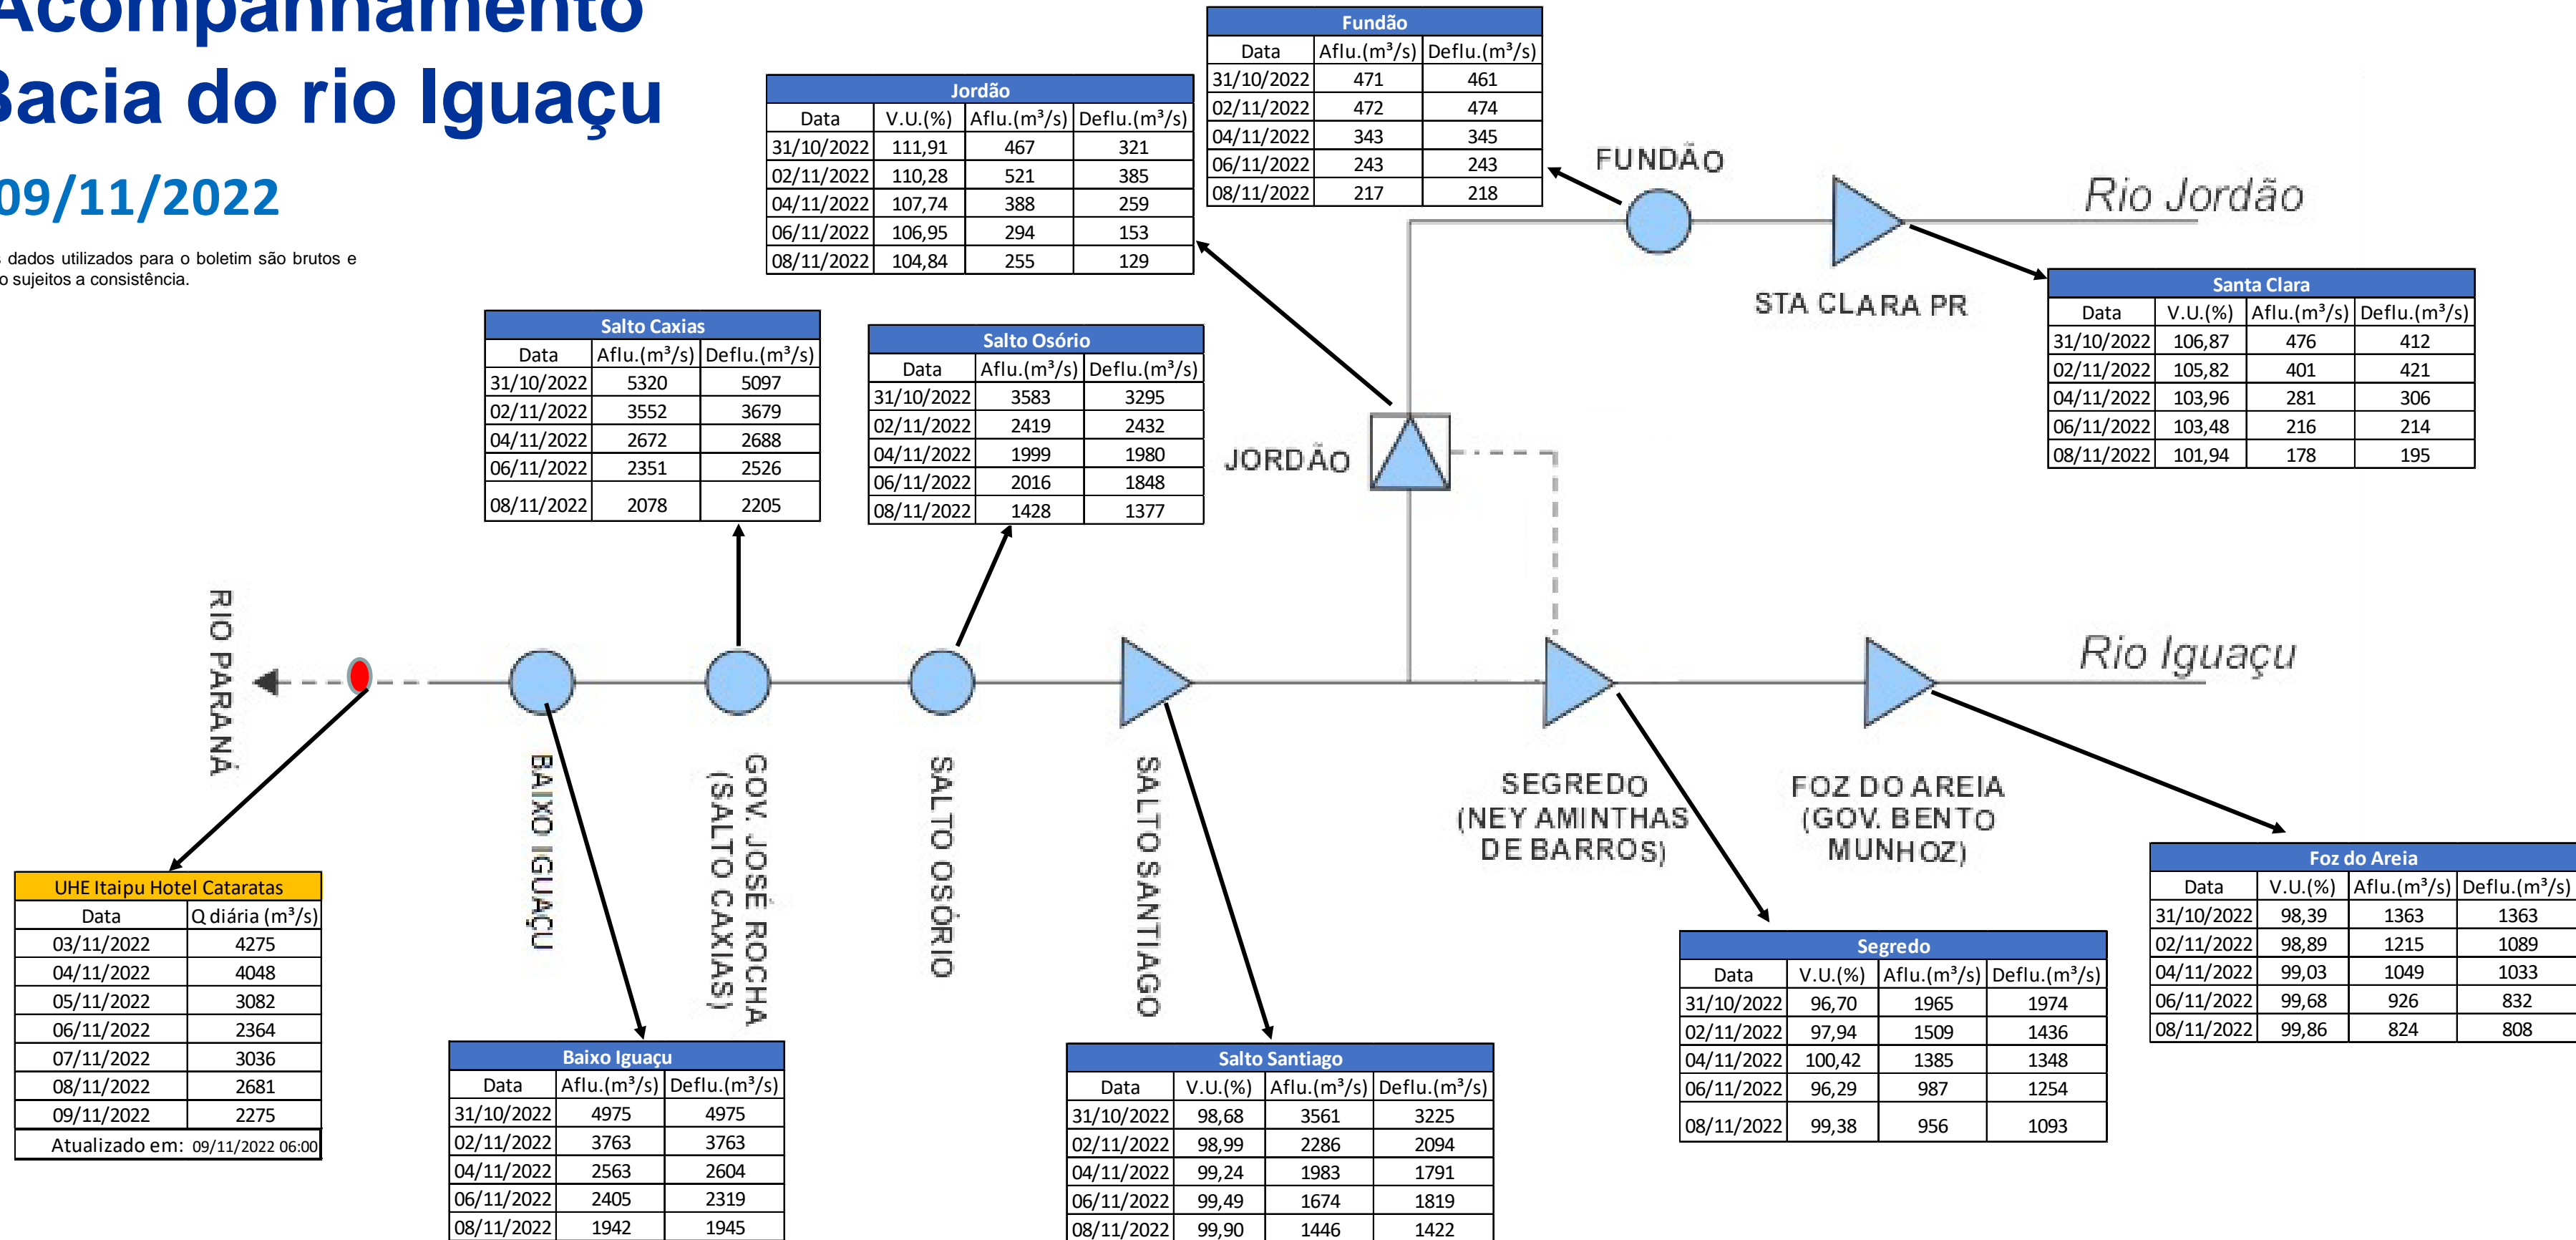 Acompanhamento
Bacia do rio Iguaçu
09/11/2022
dados utilizados para o boletim são brutos e
sujeitos a consistência.
Fundão
Data Aflu.(m³/s) Deflu.(m³/s)
31/10/2022 471 461
02/11/2022 472 474
04/11/2022 343 345
06/11/2022 243 243
08/11/2022 217 218
Jordão
Data V.U.(%) Aflu.(m³/s) Deflu.(m³/s)
31/10/2022 111,91 467 321
02/11/2022 110,28 521 385
04/11/2022 107,74 388 259
06/11/2022 106,95 294 153
08/11/2022 104,84 255 129
FUNDÃO
Rio Jordão
STA CLARA PR
Santa Clara
Data V.U.(%) Aflu.(m³/s) Deflu.(m³/s)
31/10/2022 106,87 476 412
02/11/2022 105,82 401 421
04/11/2022 103,96 281 306
06/11/2022 103,48 216 214
08/11/2022 101,94 178 195
Salto Caxias
Data Aflu.(m³/s) Deflu.(m³/s)
31/10/2022 5320 5097
02/11/2022 3552 3679
04/11/2022 2672 2688
06/11/2022 2351 2526
08/11/2022 2078 2205
Salto Osório
Data Aflu.(m³/s) Deflu.(m³/s)
31/10/2022 3583 3295
02/11/2022 2419 2432
04/11/2022 1999 1980
06/11/2022 2016 1848
08/11/2022 1428 1377
JORDÃO
RIO PARANÁ
Rio Iguaçu
BAIXO IGUAÇU
GOV. JOSÉ ROCHA
(SALTO CAXIAS)
SALTO OSÓRIO
SALTO SANTIAGO
SEGREDO
(NEY AMINTHAS
DE BARROS)
FOZ DO AREIA
(GOV. BENTO
MUNHOZ)
UHE Itaipu Hotel Cataratas
Data Q diária (m³/s)
03/11/2022 4275
04/11/2022 4048
05/11/2022 3082
06/11/2022 2364
07/11/2022 3036
08/11/2022 2681
09/11/2022 2275
Atualizado em: 09/11/2022 06:00
Baixo Iguaçu
Data Aflu.(m³/s) Deflu.(m³/s)
31/10/2022 4975 4975
02/11/2022 3763 3763
04/11/2022 2563 2604
06/11/2022 2405 2319
08/11/2022 1942 1945
Salto Santiago
Data V.U.(%) Aflu.(m³/s) Deflu.(m³/s)
31/10/2022 98,68 3561 3225
02/11/2022 98,99 2286 2094
04/11/2022 99,24 1983 1791
06/11/2022 99,49 1674 1819
08/11/2022 99,90 1446 1422
Segredo
Data V.U.(%) Aflu.(m³/s) Deflu.(m³/s)
31/10/2022 96,70 1965 1974
02/11/2022 97,94 1509 1436
04/11/2022 100,42 1385 1348
06/11/2022 96,29 987 1254
08/11/2022 99,38 956 1093
Foz do Areia
Data V.U.(%) Aflu.(m³/s) Deflu.(m³/s)
31/10/2022 98,39 1363 1363
02/11/2022 98,89 1215 1089
04/11/2022 99,03 1049 1033
06/11/2022 99,68 926 832
08/11/2022 99,86 824 808